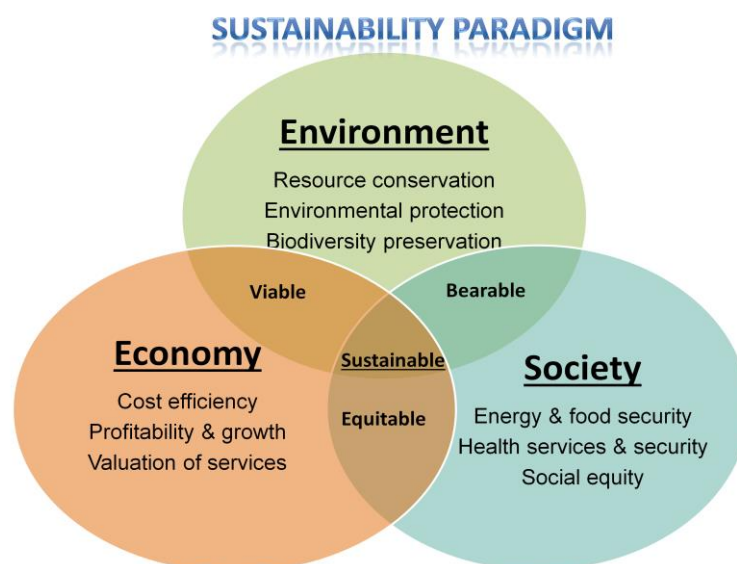 SUSTAINABILITY PARADIGM
Environment
Resource conservation
Environmental protection
Biodiversity preservation
Viable
Bearable
Economy
Cost efficiency
Profitability & growth
Valuation of services
Sustainable
Equitable
Society
Energy & food security
Health services & security
Social equity